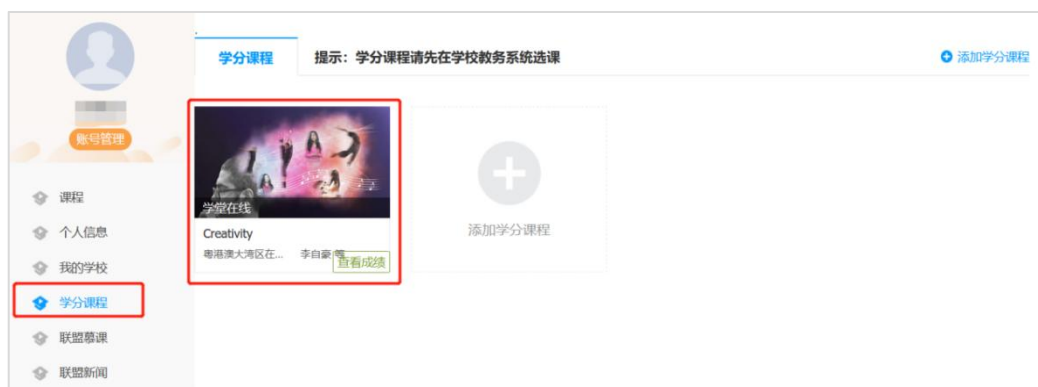 学分课程
提示：学分课程请先在学校教务系统选课
添加学分课程
账号管理
课程
个人信息
我的学校
学分课程
联盟慕课
联盟新闻
学堂在线
Creativity
粤港澳大湾区在... 李自豪 等
查看成绩
添加学分课程